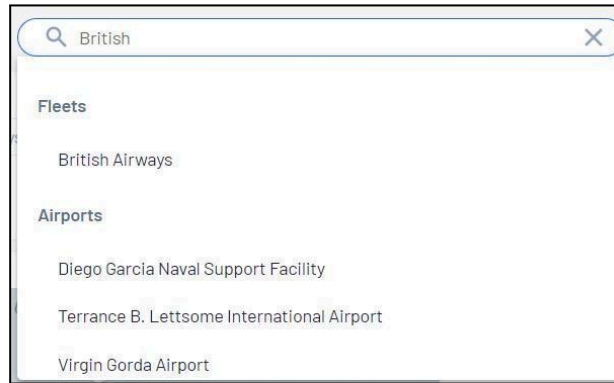 British
Fleets
British Airways
Airports
Diego Garcia Naval Support Facility
Terrance B. Lettsome International Airport
Virgin Gorda Airport